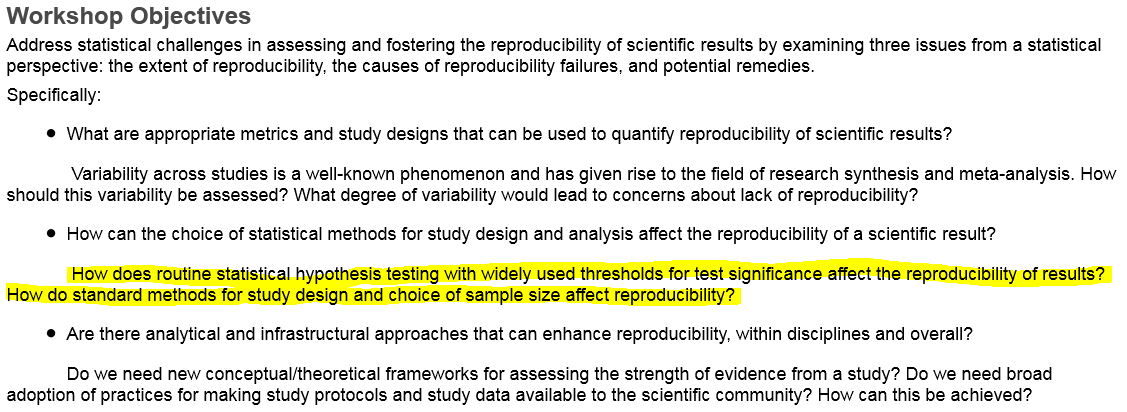 Workshop Objectives
Address statistical challenges in assessing and fostering the reproducibility of scientific results by examining three issues from a statistical
perspective: the extent of reproducibility, the causes of reproducibility failures, and potential remedies.
Specifically:
• What are appropriate metrics and study designs that can be used to quantify reproducibility of scientific results?
Variability across studies is a well-known phenomenon and has given rise to the field of research synthesis and meta-analysis. How
should this variability be assessed? What degree of variability would lead to concerns about lack of reproducibility?
• How can the choice of statistical methods for study design and analysis affect the reproducibility of a scientific result?
How does routine statistical hypothesis testing with widely used thresholds for test significance affect the reproducibility of results?
How do standard methods for study design and choice of sample size affect reproducibility?
• Are there analytical and infrastructural approaches that can enhance reproducibility, within disciplines and overall?
Do we need new conceptual/theoretical frameworks for assessing the strength of evidence from a study? Do we need broad
adoption of practices for making study protocols and study data available to the scientific community? How can this be achieved?